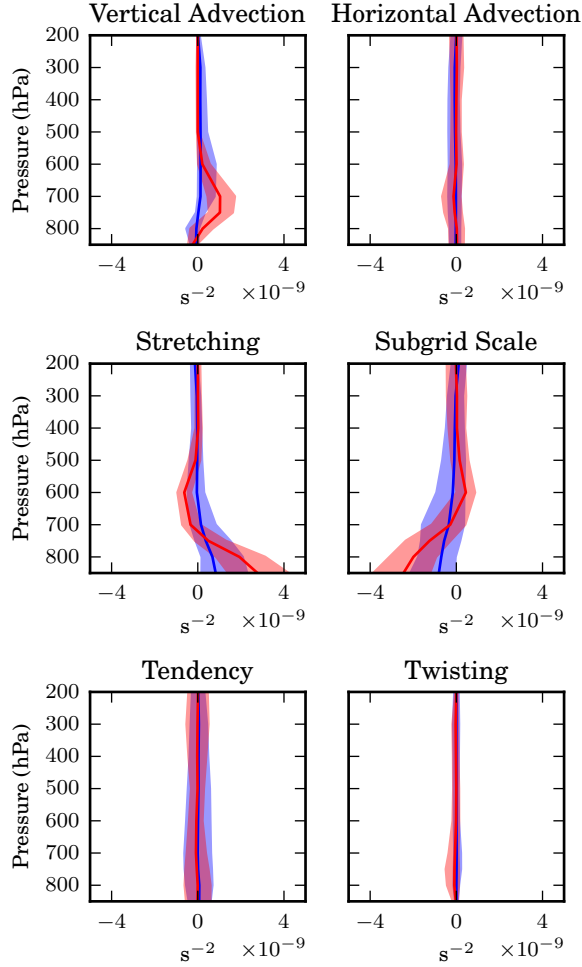 Vertical Advection
Horizontal Advection
200
300
400
500
600
700
800
Pressure (hPa)
−4 0 4
s⁻² ×10⁻⁹
−4 0 4
s⁻² ×10⁻⁹
Stretching
Subgrid Scale
200
300
400
500
600
700
800
Pressure (hPa)
−4 0 4
s⁻² ×10⁻⁹
−4 0 4
s⁻² ×10⁻⁹
Tendency
Twisting
200
300
400
500
600
700
800
Pressure (hPa)
−4 0 4
s⁻² ×10⁻⁹
−4 0 4
s⁻² ×10⁻⁹